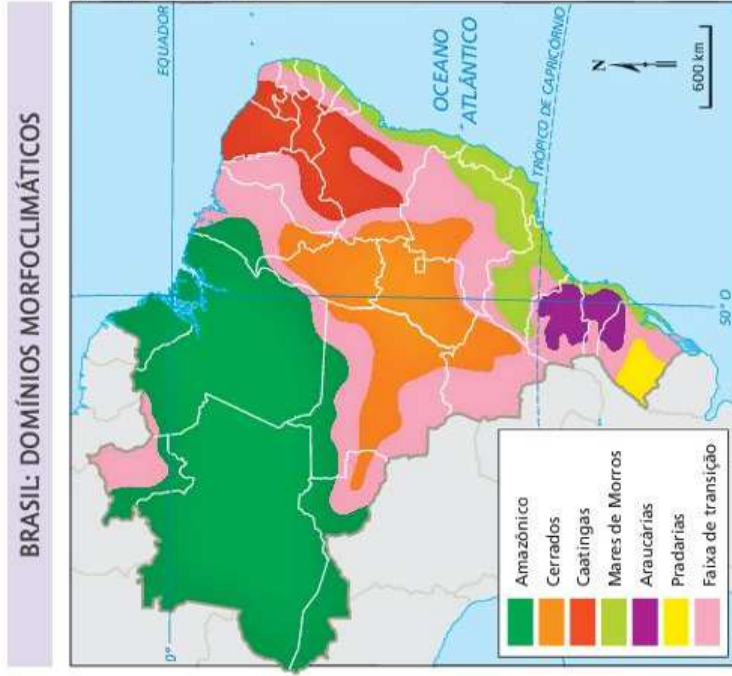 BRASIL: DOMÍNIOS MORFOCLIMÁTICOS
EQUADOR
0°
OCEANO
ATLÂNTICO
TRÓPICO DE CAPRICÓRNIO
N
600 km
50° O
Amazônico
Cerrados
Caatingas
Mares de Morros
Araucárias
Pradarias
Faixa de transição